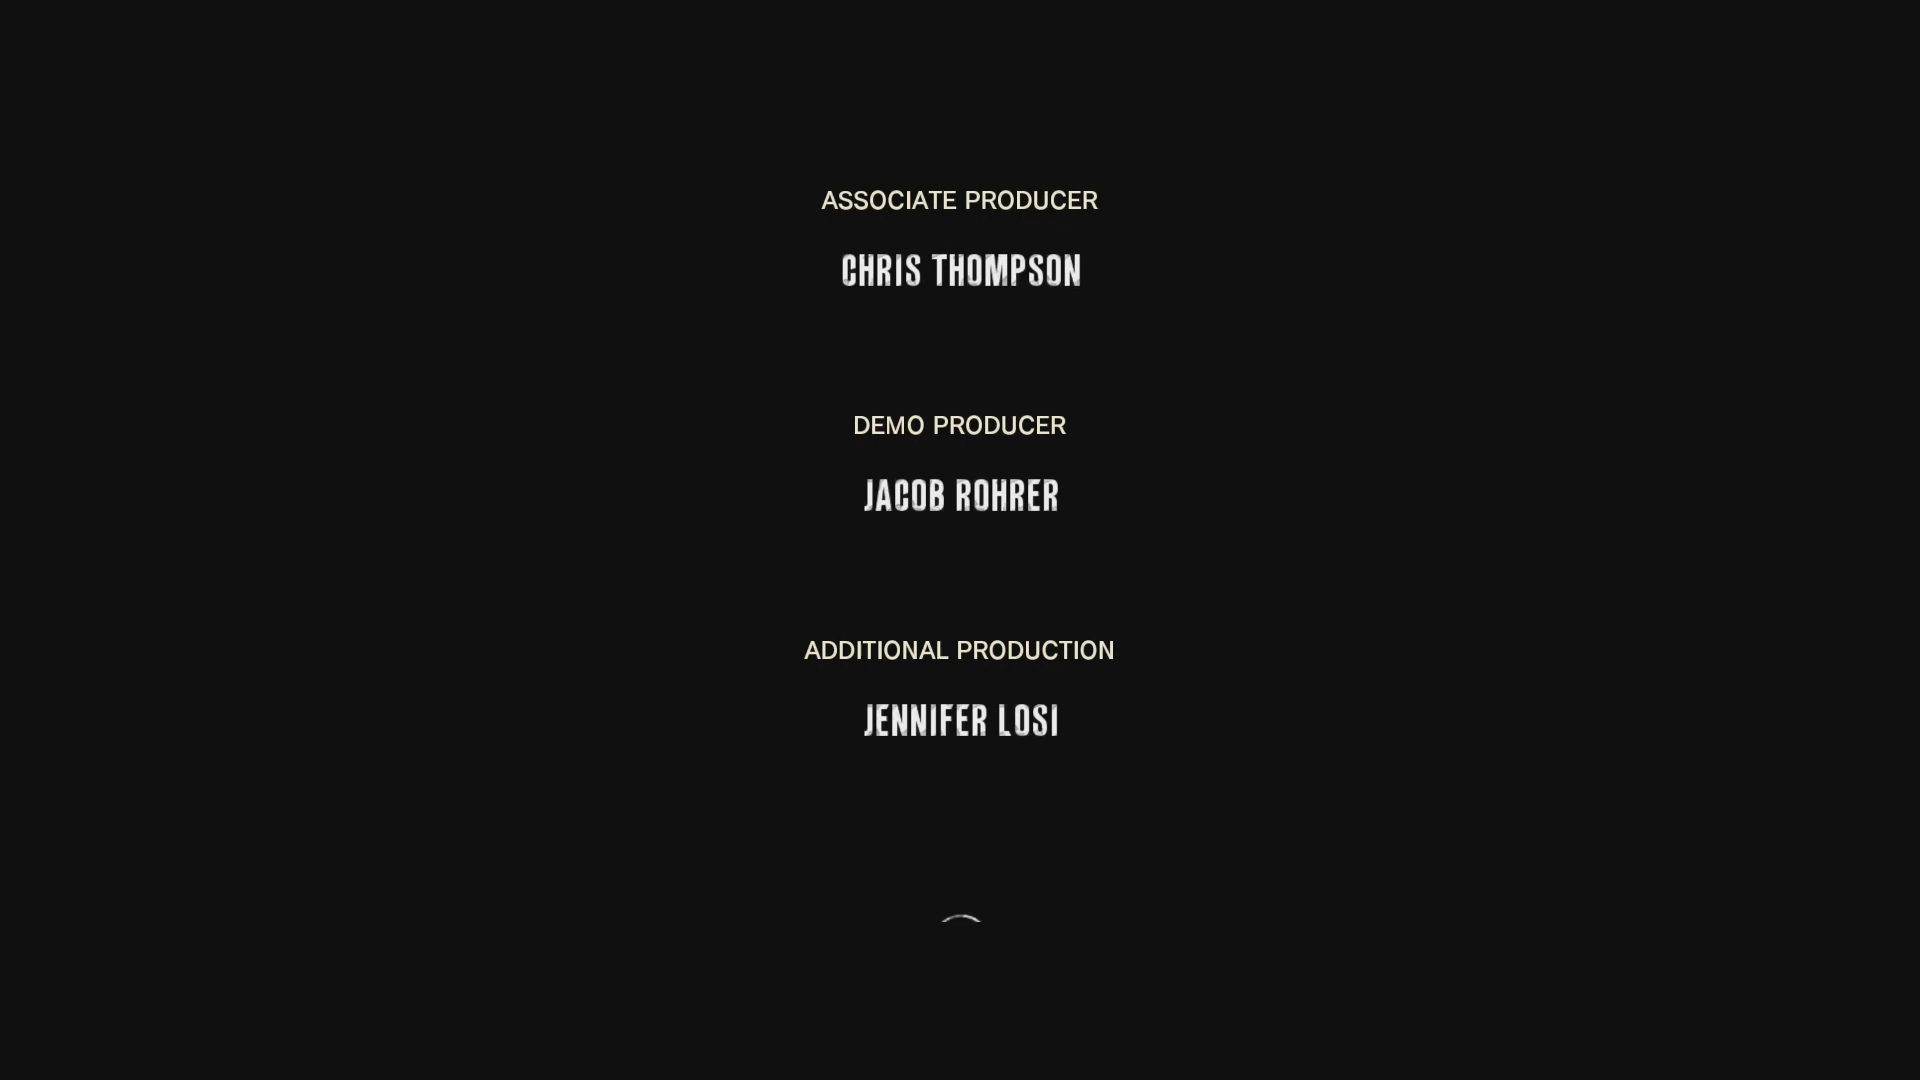 ASSOCIATE PRODUCER
CHRIS THOMPSON
DEMO PRODUCER
JACOB ROHRER
ADDITIONAL PRODUCTION
JENNIFER LOSI